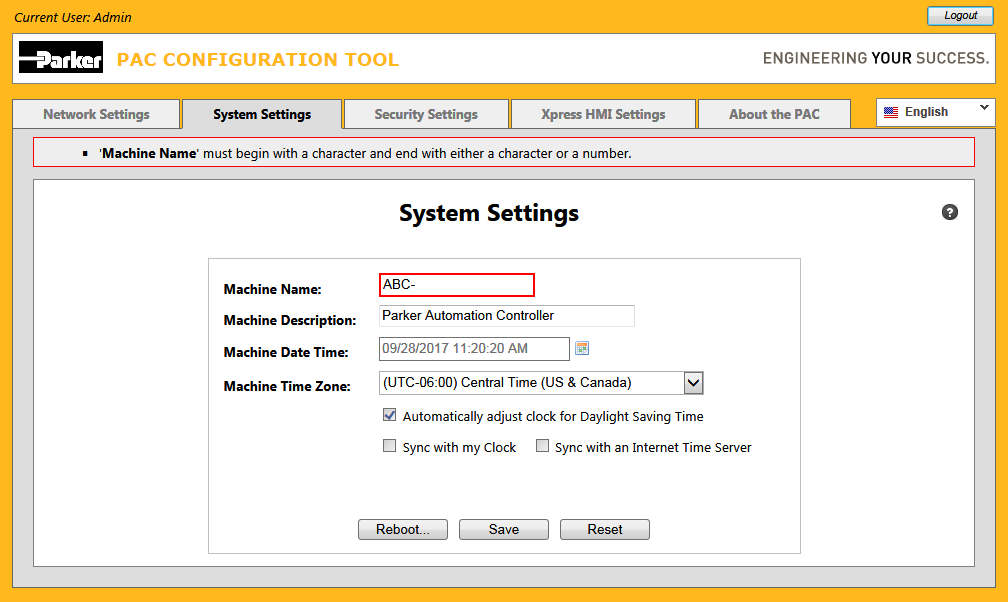 Current User: Admin
Logout
Parker
PAC CONFIGURATION TOOL
ENGINEERING YOUR SUCCESS.
Network Settings
System Settings
Security Settings
Xpress HMI Settings
About the PAC
English
'Machine Name' must begin with a character and end with either a character or a number.
System Settings
?
Machine Name: ABC-
Machine Description: Parker Automation Controller
Machine Date Time: 09/28/2017 11:20:20 AM
Machine Time Zone: (UTC-06:00) Central Time (US & Canada)
Automatically adjust clock for Daylight Saving Time
Sync with my Clock Sync with an Internet Time Server
Reboot... Save Reset